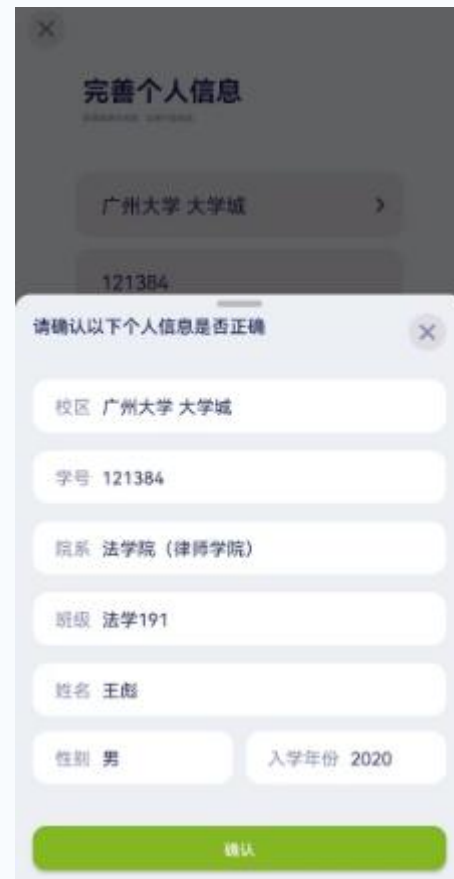 完善个人信息
广州大学 大学城
121384
请确认以下个人信息是否正确
校区 广州大学 大学城
学号 121384
院系 法学院（律师学院）
班级 法学191
姓名 王彪
性别 男 入学年份 2020
确认